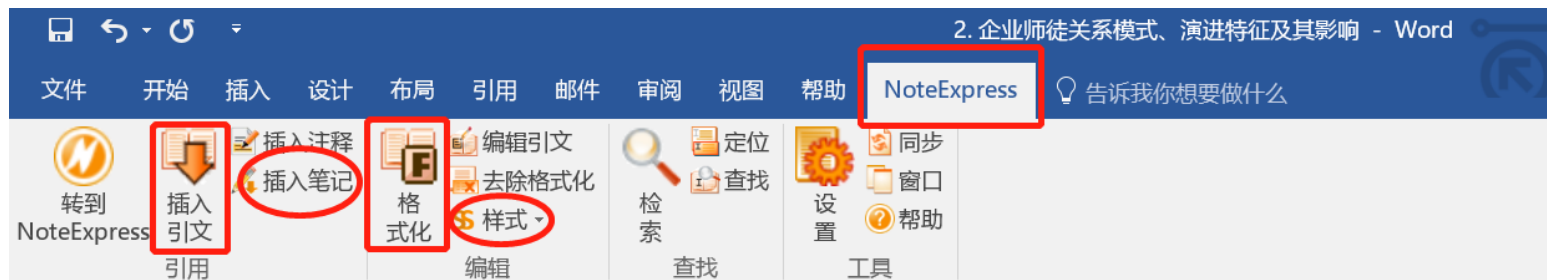 2. 企业师徒关系模式、演进特征及其影响 - Word
文件 开始 插入 设计 布局 引用 邮件 审阅 视图 帮助 NoteExpress 告诉我你想要做什么
转到
NoteExpress
插入
引文
插入注释
插入笔记
引用
格
式化
编辑引文
去除格式化
样式
编辑
检
索
定位
查找
查找
设
置
同步
窗口
帮助
工具